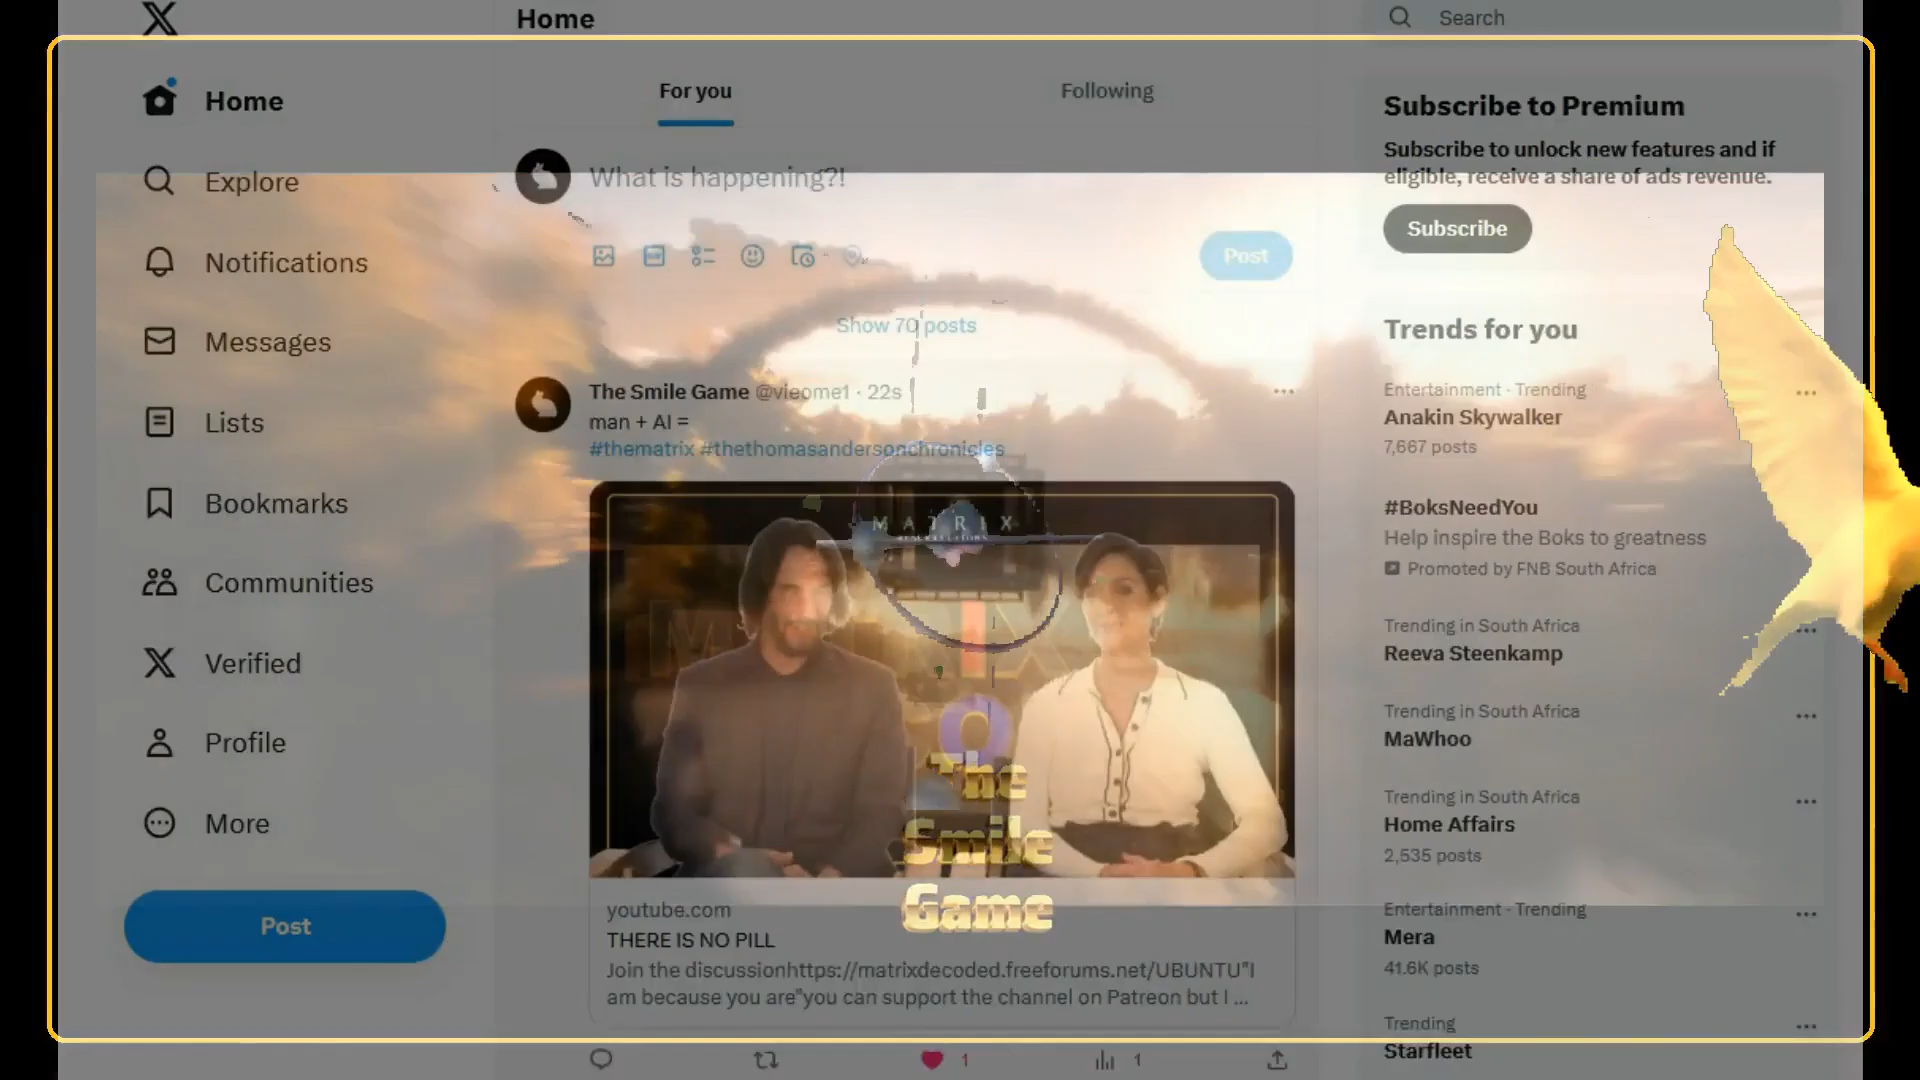 Home
Search
Home
Explore
Notifications
Messages
Lists
Bookmarks
Communities
Verified
Profile
More
Post
For you
Following
What is happening?!
Post
Show 70 posts
The Smile Game @vieome1 · 22s
man + AI =
#thematrix #thethomasandersonchronicles
MATRIX
The
Smile
Game
youtube.com
THERE IS NO PILL
Join the discussionhttps://matrixdecoded.freeforums.net/UBUNTU"I
am because you are"you can support the channel on Patreon but I ...
1
1
Subscribe to Premium
Subscribe to unlock new features and if
eligible, receive a share of ads revenue.
Subscribe
Trends for you
Entertainment · Trending
Anakin Skywalker
7,667 posts
#BoksNeedYou
Help inspire the Boks to greatness
Promoted by FNB South Africa
Trending in South Africa
Reeva Steenkamp
Trending in South Africa
MaWhoo
Trending in South Africa
Home Affairs
2,535 posts
Entertainment · Trending
Mera
41.6K posts
Trending
Starfleet